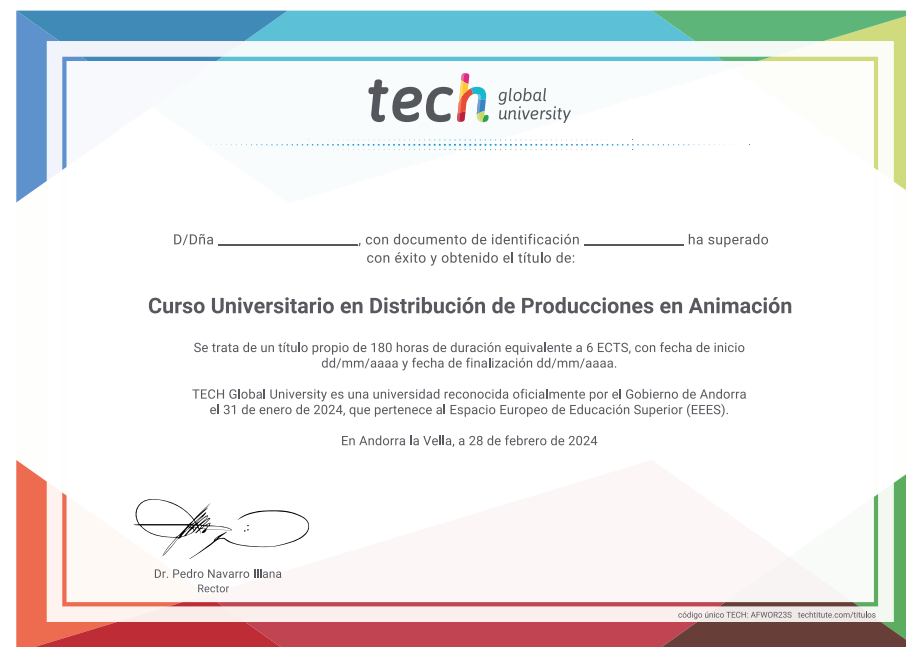 tech global university
D/Dña ____________________, con documento de identificación ______________ ha superado
con éxito y obtenido el título de:
Curso Universitario en Distribución de Producciones en Animación
Se trata de un título propio de 180 horas de duración equivalente a 6 ECTS, con fecha de inicio
dd/mm/aaaa y fecha de finalización dd/mm/aaaa.
TECH Global University es una universidad reconocida oficialmente por el Gobierno de Andorra
el 31 de enero de 2024, que pertenece al Espacio Europeo de Educación Superior (EEES).
En Andorra la Vella, a 28 de febrero de 2024
Dr. Pedro Navarro Illana
Rector
código único TECH: AFWOR23S techtitute.com/titulos